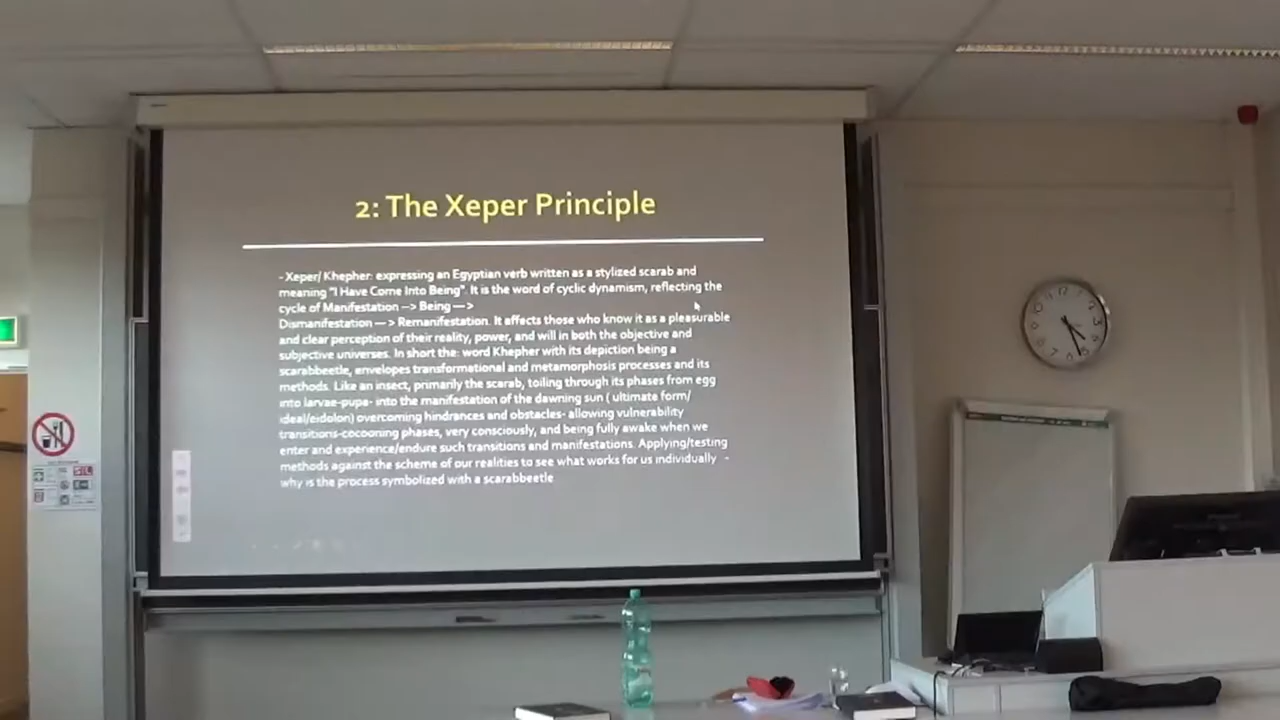 2: The Xeper Principle
- Xeper/ Khepher: expressing an Egyptian verb written as a stylized scarab and
meaning "I Have Come Into Being". It is the word of cyclic dynamism, reflecting the
cycle of Manifestation —> Being —>
Dismanifestation — > Remanifestation. It affects those who know it as a pleasurable
and clear perception of their reality, power, and will in both the objective and
subjective universes. In short the: word Khepher with its depiction being a
scarabbeetle, envelopes transformational and metamorphosis processes and its
methods. Like an insect, primarily the scarab, toiling through its phases from egg
into larvae-pupa- into the manifestation of the dawning sun ( ultimate form/
ideal/eidolon) overcoming hindrances and obstacles- allowing vulnerability
transitions-cocooning phases, very consciously, and being fully awake when we
enter and experience/endure such transitions and manifestations. Applying/testing
methods against the scheme of our realities to see what works for us individually -
why is the process symbolized with a scarabbeetle